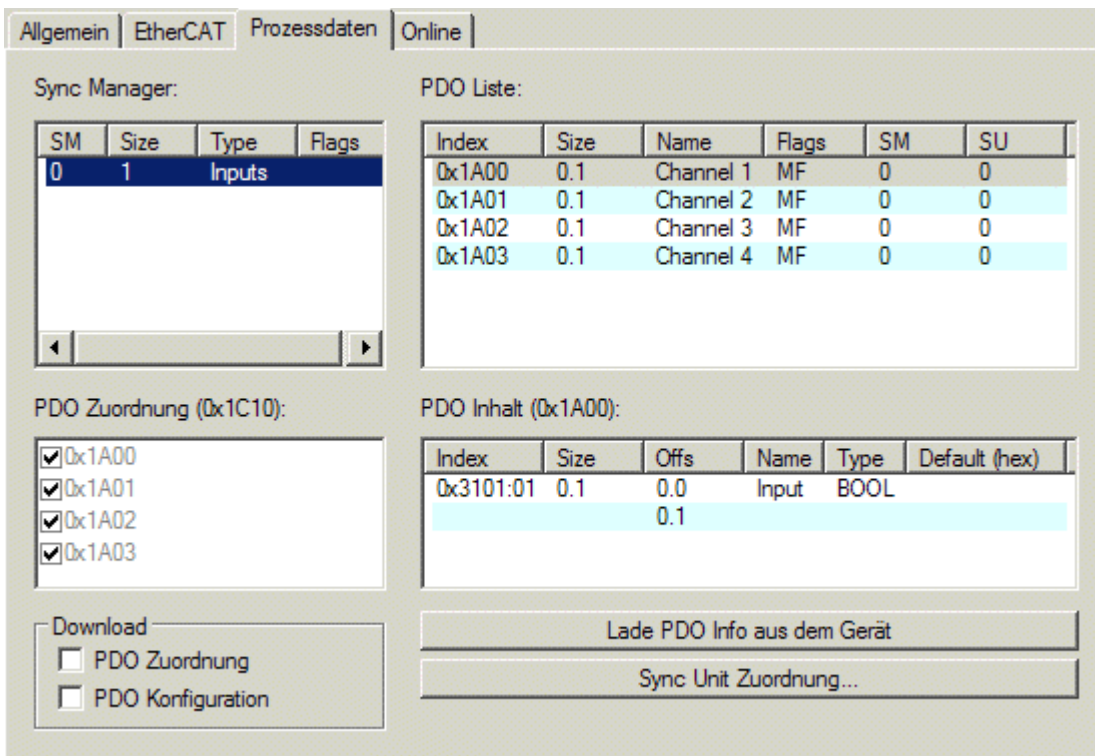 Allgemein EtherCAT Prozessdaten Online
Sync Manager:
SM Size Type Flags
0 1 Inputs
PDO Liste:
Index Size Name Flags SM SU
0x1A00 0.1 Channel 1 MF 0 0
0x1A01 0.1 Channel 2 MF 0 0
0x1A02 0.1 Channel 3 MF 0 0
0x1A03 0.1 Channel 4 MF 0 0
PDO Zuordnung (0x1C10):
0x1A00
0x1A01
0x1A02
0x1A03
PDO Inhalt (0x1A00):
Index Size Offs Name Type Default (hex)
0x3101:01 0.1 0.0 Input BOOL
0.1
Download
PDO Zuordnung
PDO Konfiguration
Lade PDO Info aus dem Gerät
Sync Unit Zuordnung...